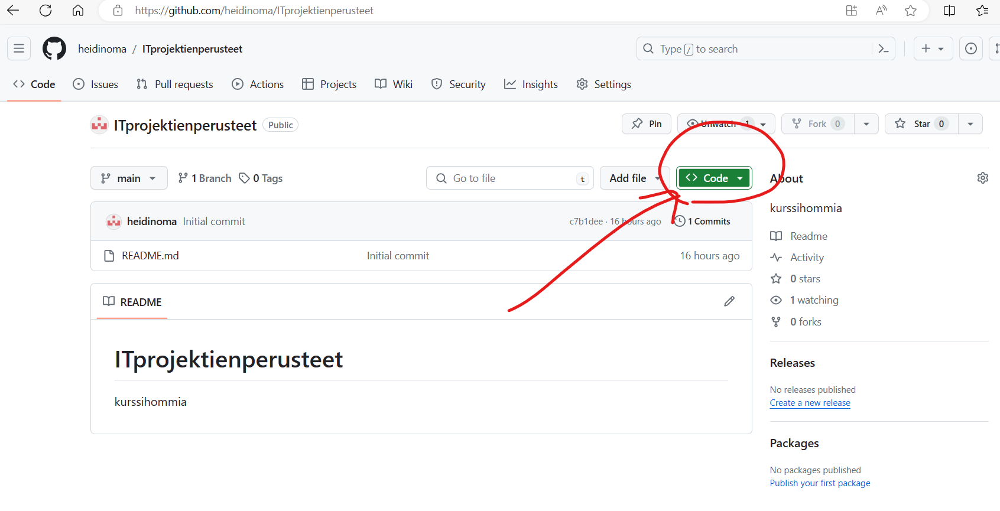 https://github.com/heidinoma/ITprojektienperusteet
heidinoma / ITprojektienperusteet
Type / to search
Code Issues Pull requests Actions Projects Wiki Security Insights Settings
ITprojektienperusteet Public
Pin Unwatch 1 Fork 0 Star 0
main 1 Branch 0 Tags Go to file t Add file <> Code
About
kurssihommia
heidinoma Initial commit c7b1dee · 16 hours ago 1 Commits
README.md Initial commit 16 hours ago
Readme
Activity
0 stars
1 watching
0 forks
README
ITprojektienperusteet
kurssihommia
Releases
No releases published
Create a new release
Packages
No packages published
Publish your first package